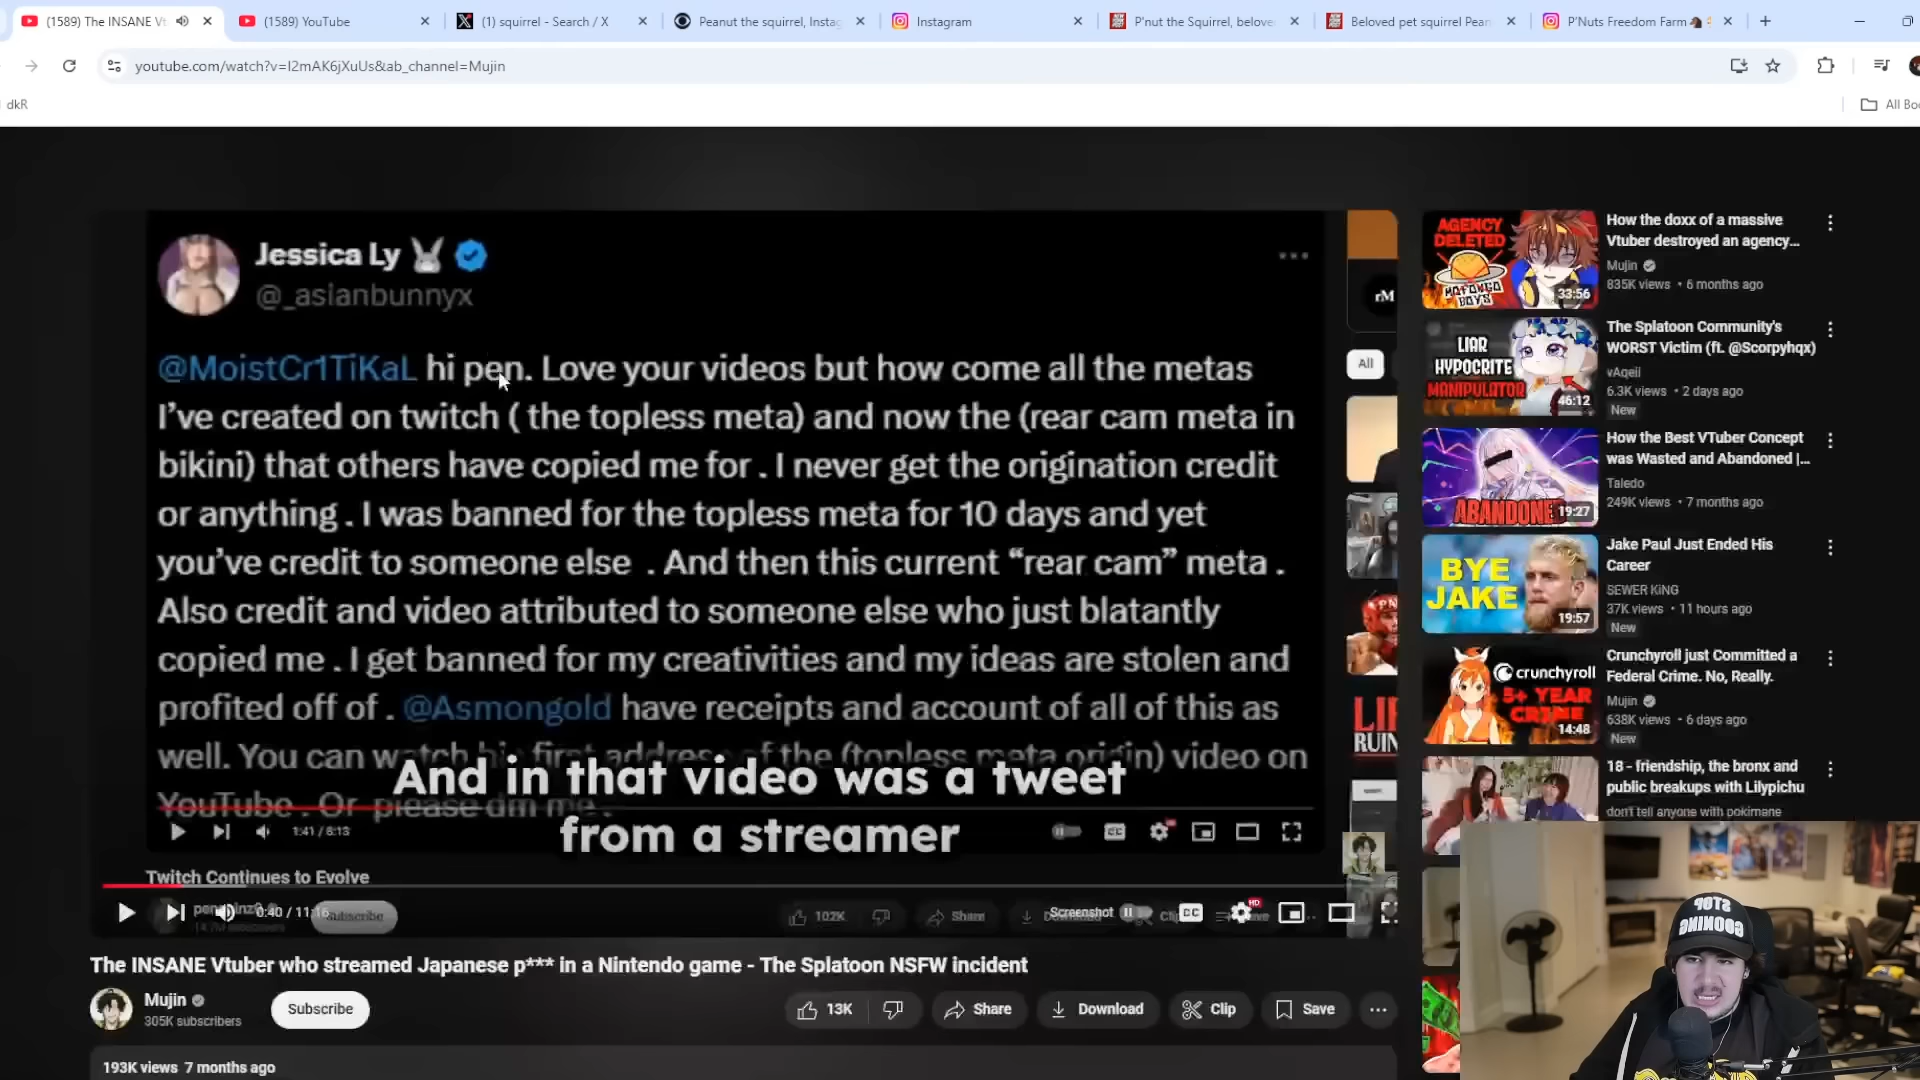 (1589) The INSANE Vt
(1589) YouTube
(1) squirrel - Search / X
Peanut the squirrel, Instag
Instagram
P'nut the Squirrel, belove
Beloved pet squirrel Pean
P'Nuts Freedom Farm
youtube.com/watch?v=I2mAK6jXuUs&ab_channel=Mujin
dkR
All Boo
Jessica Ly
@_asianbunnyx
@MoistCr1TiKaL hi pen. Love your videos but how come all the metas
I've created on twitch ( the topless meta) and now the (rear cam meta in
bikini) that others have copied me for . I never get the origination credit
or anything . I was banned for the topless meta for 10 days and yet
you've credit to someone else . And then this current "rear cam" meta .
Also credit and video attributed to someone else who just blatantly
copied me . I get banned for my creativities and my ideas are stolen and
profited off of . @Asmongold have receipts and account of all of this as
well. You can watch his first address of the (topless meta origin) video on
YouTube . Or please dm me .
And in that video was a tweet
from a streamer
1:41 / 8:13
CC
Twitch Continues to Evolve
Subscribe
0:40 / 11:16
102K
Share
Screenshot
CC
HD
rM
All
The INSANE Vtuber who streamed Japanese p*** in a Nintendo game - The Splatoon NSFW incident
Mujin
305K subscribers
Subscribe
13K
Share
Download
Clip
Save
193K views 7 months ago
AGENCY
DELETED
33:56
How the doxx of a massive
Vtuber destroyed an agency...
Mujin
835K views • 6 months ago
LIAR
HYPOCRITE
MANIPULATOR
46:12
The Splatoon Community's
WORST Victim (ft. @Scorpyhqx)
vAqeii
6.3K views • 2 days ago
New
ABANDONED
19:27
How the Best VTuber Concept
was Wasted and Abandoned |...
Taledo
249K views • 7 months ago
BYE
JAKE
19:57
Jake Paul Just Ended His
Career
SEWER KING
37K views • 11 hours ago
New
crunchyroll
5+ YEAR
CRIME
14:48
Crunchyroll just Committed a
Federal Crime. No, Really.
Mujin
638K views • 6 days ago
New
18 - friendship, the bronx and
public breakups with Lilypichu
don't tell anyone with pokimane
STOP
COOKING